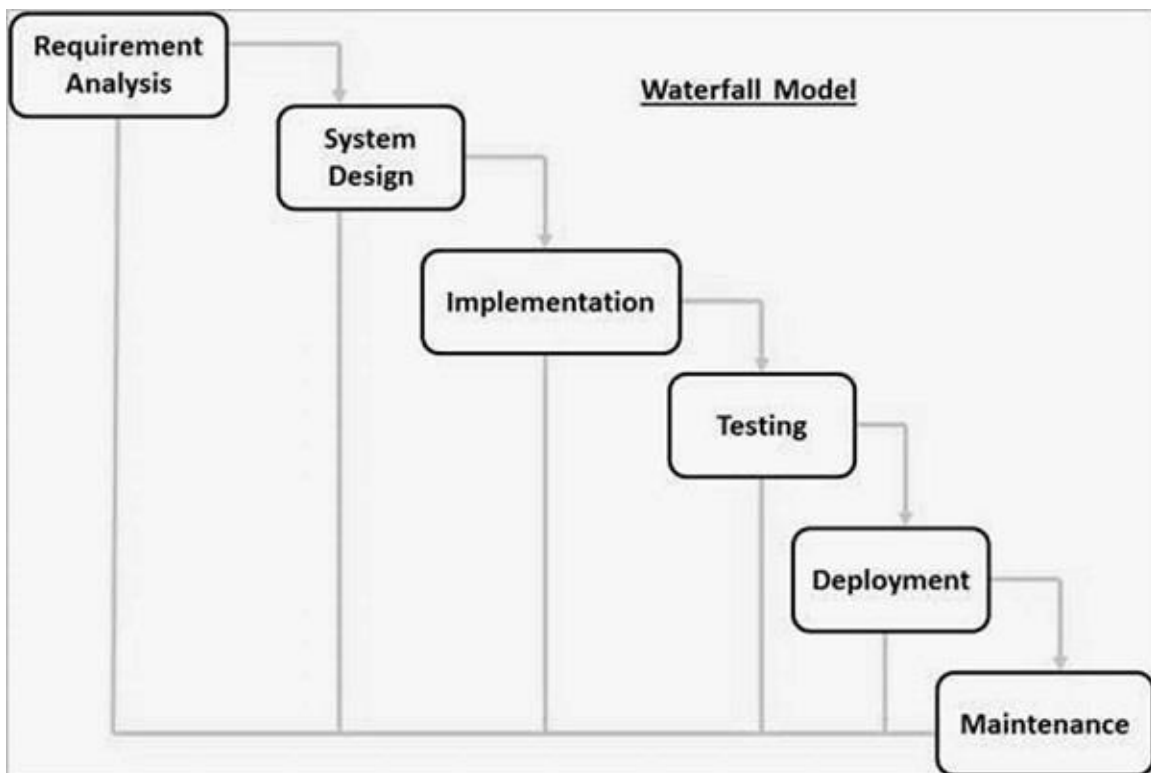 Requirement
Analysis
Waterfall Model
System
Design
Implementation
Testing
Deployment
Maintenance